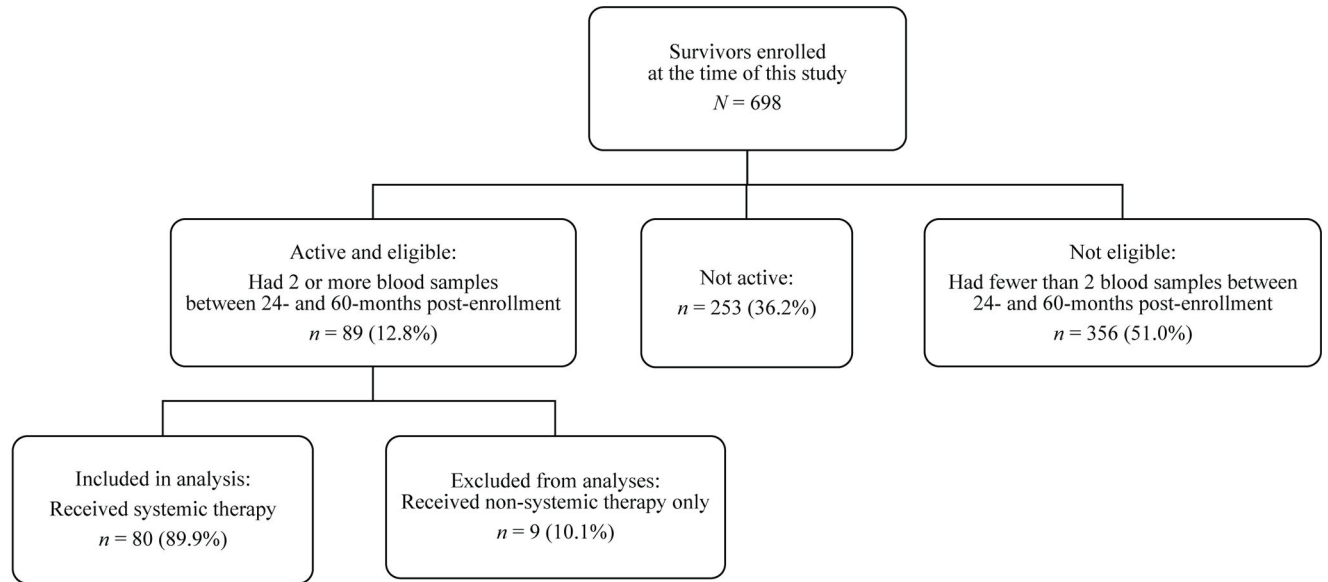 Survivors enrolled
at the time of this study
N = 698
Active and eligible:
Had 2 or more blood samples
between 24- and 60-months post-enrollment
n = 89 (12.8%)
Not active:
n = 253 (36.2%)
Not eligible:
Had fewer than 2 blood samples between
24- and 60-months post-enrollment
n = 356 (51.0%)
Included in analysis:
Received systemic therapy
n = 80 (89.9%)
Excluded from analyses:
Received non-systemic therapy only
n = 9 (10.1%)